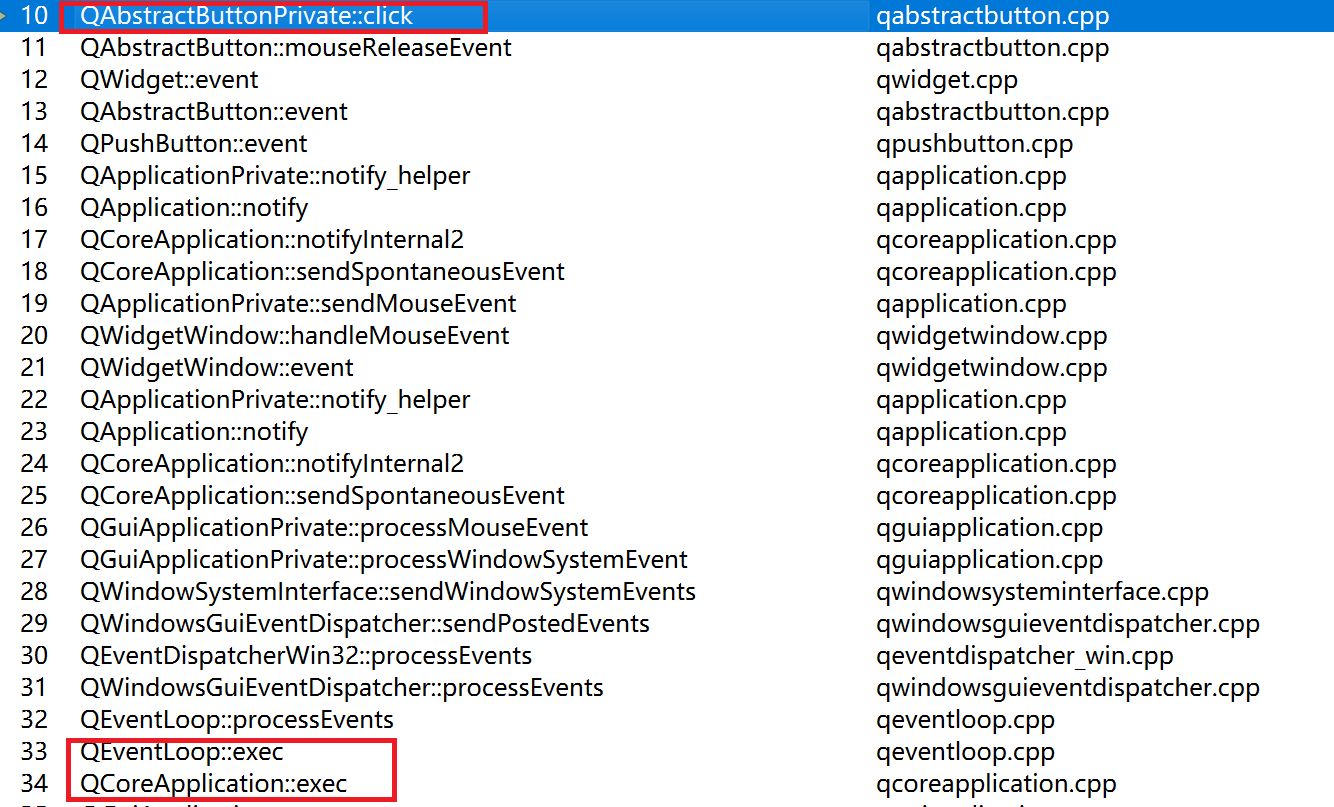 10 QAbstractButtonPrivate::click qabstractbutton.cpp
11 QAbstractButton::mouseReleaseEvent qabstractbutton.cpp
12 QWidget::event qwidget.cpp
13 QAbstractButton::event qabstractbutton.cpp
14 QPushButton::event qpushbutton.cpp
15 QApplicationPrivate::notify_helper qapplication.cpp
16 QApplication::notify qapplication.cpp
17 QCoreApplication::notifyInternal2 qcoreapplication.cpp
18 QCoreApplication::sendSpontaneousEvent qcoreapplication.cpp
19 QApplicationPrivate::sendMouseEvent qapplication.cpp
20 QWidgetWindow::handleMouseEvent qwidgetwindow.cpp
21 QWidgetWindow::event qwidgetwindow.cpp
22 QApplicationPrivate::notify_helper qapplication.cpp
23 QApplication::notify qapplication.cpp
24 QCoreApplication::notifyInternal2 qcoreapplication.cpp
25 QCoreApplication::sendSpontaneousEvent qcoreapplication.cpp
26 QGuiApplicationPrivate::processMouseEvent qguiapplication.cpp
27 QGuiApplicationPrivate::processWindowSystemEvent qguiapplication.cpp
28 QWindowSystemInterface::sendWindowSystemEvents qwindowsysteminterface.cpp
29 QWindowsGuiEventDispatcher::sendPostedEvents qwindowsguieventdispatcher.cpp
30 QEventDispatcherWin32::processEvents qeventdispatcher_win.cpp
31 QWindowsGuiEventDispatcher::processEvents qwindowsguieventdispatcher.cpp
32 QEventLoop::processEvents qeventloop.cpp
33 QEventLoop::exec qeventloop.cpp
34 QCoreApplication::exec qcoreapplication.cpp